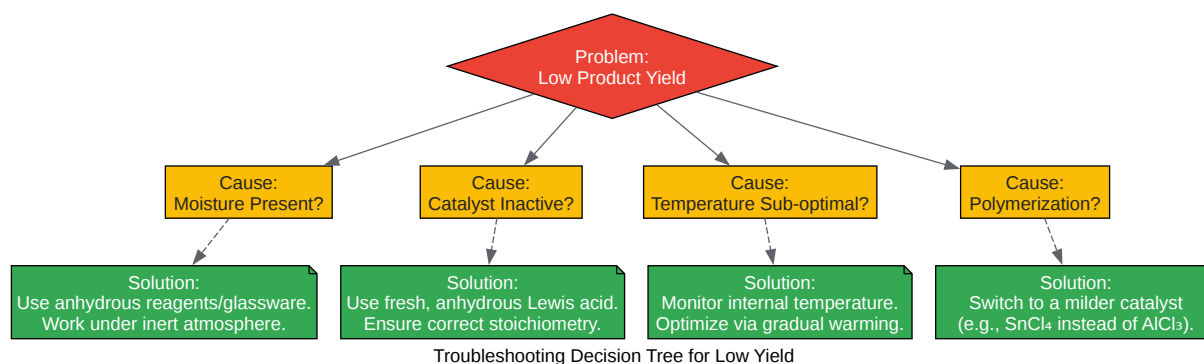 Problem:
Low Product Yield
Cause:
Moisture Present?
Cause:
Catalyst Inactive?
Cause:
Temperature Sub-optimal?
Cause:
Polymerization?
Solution:
Use anhydrous reagents/glassware.
Work under inert atmosphere.
Solution:
Use fresh, anhydrous Lewis acid.
Ensure correct stoichiometry.
Solution:
Monitor internal temperature.
Optimize via gradual warming.
Solution:
Switch to a milder catalyst
(e.g., SnCl₄ instead of AlCl₃).
Troubleshooting Decision Tree for Low Yield